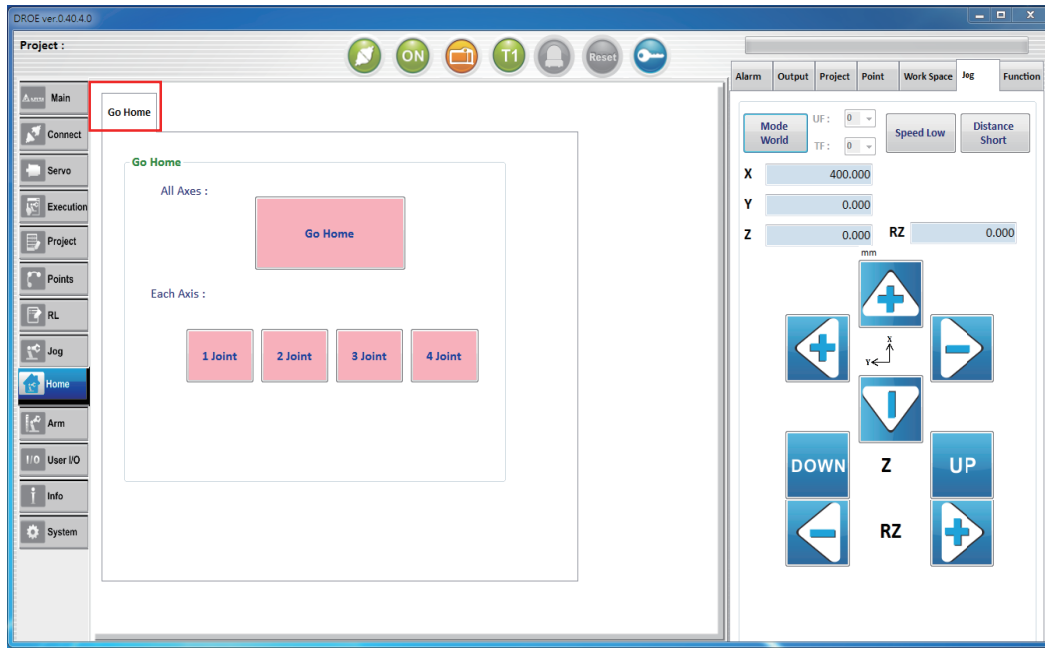 DROE ver.0.40.4.0
Project :
ON
T1
Reset
Main
Connect
Servo
Execution
Project
Points
RL
Jog
Home
Arm
I/O User I/O
Info
System
Go Home
Go Home
All Axes :
Go Home
Each Axis :
1 Joint 2 Joint 3 Joint 4 Joint
Alarm Output Project Point Work Space Jog Function
Mode
World
UF : 0
TF : 0
Speed Low
Distance
Short
X 400.000
Y 0.000
Z 0.000 RZ 0.000
mm
X
Y
DOWN Z UP
RZ